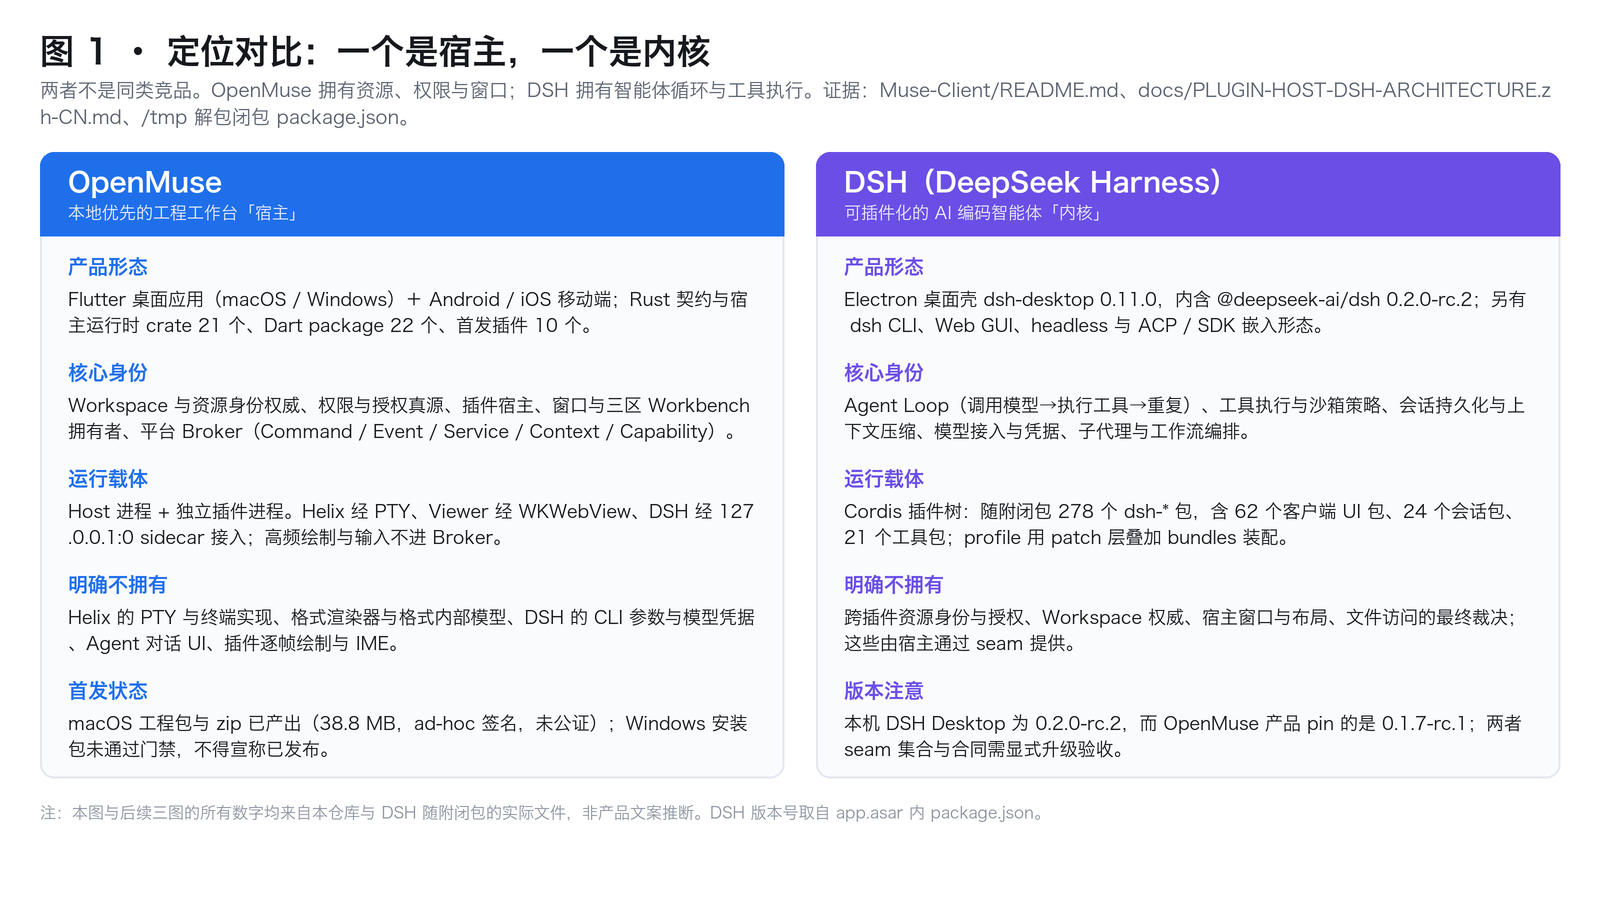 图 1 · 定位对比：一个是宿主，一个是内核
两者不是同类竞品。OpenMuse 拥有资源、权限与窗口；DSH 拥有智能体循环与工具执行。证据：Muse-Client/README.md、docs/PLUGIN-HOST-DSH-ARCHITECTURE.z
h-CN.md、/tmp 解包闭包 package.json。
OpenMuse
本地优先的工程工作台「宿主」
产品形态
Flutter 桌面应用（macOS / Windows）＋ Android / iOS 移动端；Rust 契约与宿
主运行时 crate 21 个、Dart package 22 个、首发插件 10 个。
核心身份
Workspace 与资源身份权威、权限与授权真源、插件宿主、窗口与三区 Workbench
拥有者、平台 Broker（Command / Event / Service / Context / Capability）。
运行载体
Host 进程 + 独立插件进程。Helix 经 PTY、Viewer 经 WKWebView、DSH 经 127
.0.0.1:0 sidecar 接入；高频绘制与输入不进 Broker。
明确不拥有
Helix 的 PTY 与终端实现、格式渲染器与格式内部模型、DSH 的 CLI 参数与模型凭据
、Agent 对话 UI、插件逐帧绘制与 IME。
首发状态
macOS 工程包与 zip 已产出（38.8 MB，ad-hoc 签名，未公证）；Windows 安装
包未通过门禁，不得宣称已发布。
DSH（DeepSeek Harness）
可插件化的 AI 编码智能体「内核」
产品形态
Electron 桌面壳 dsh-desktop 0.11.0，内含 @deepseek-ai/dsh 0.2.0-rc.2；另有
dsh CLI、Web GUI、headless 与 ACP / SDK 嵌入形态。
核心身份
Agent Loop（调用模型→执行工具→重复）、工具执行与沙箱策略、会话持久化与上
下文压缩、模型接入与凭据、子代理与工作流编排。
运行载体
Cordis 插件树：随附闭包 278 个 dsh-* 包，含 62 个客户端 UI 包、24 个会话包、
21 个工具包；profile 用 patch 层叠加 bundles 装配。
明确不拥有
跨插件资源身份与授权、Workspace 权威、宿主窗口与布局、文件访问的最终裁决；
这些由宿主通过 seam 提供。
版本注意
本机 DSH Desktop 为 0.2.0-rc.2，而 OpenMuse 产品 pin 的是 0.1.7-rc.1；两者
seam 集合与合同需显式升级验收。
注：本图与后续三图的所有数字均来自本仓库与 DSH 随附闭包的实际文件，非产品文案推断。DSH 版本号取自 app.asar 内 package.json。